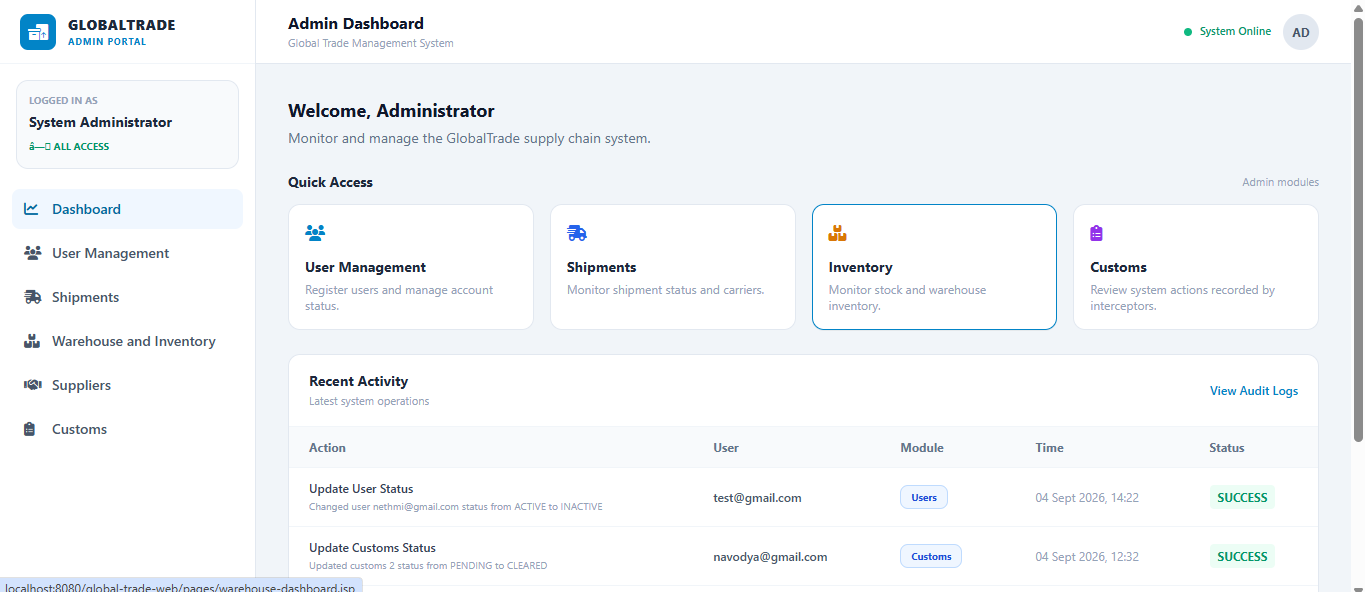 GLOBALTRADE
ADMIN PORTAL
Admin Dashboard
Global Trade Management System
System Online
AD
LOGGED IN AS
System Administrator
â— ALL ACCESS
Dashboard
User Management
Shipments
Warehouse and Inventory
Suppliers
Customs
Welcome, Administrator
Monitor and manage the GlobalTrade supply chain system.
Quick Access
Admin modules
User Management
Register users and manage account
status.
Shipments
Monitor shipment status and carriers.
Inventory
Monitor stock and warehouse
inventory.
Customs
Review system actions recorded by
interceptors.
Recent Activity
Latest system operations
View Audit Logs
Action User Module Time Status
Update User Status
Changed user nethmi@gmail.com status from ACTIVE to INACTIVE
test@gmail.com Users 04 Sept 2026, 14:22 SUCCESS
Update Customs Status
Updated customs 2 status from PENDING to CLEARED
navodya@gmail.com Customs 04 Sept 2026, 12:32 SUCCESS
localhost:8080/global-trade-web/pages/warehouse-dashboard.jsp